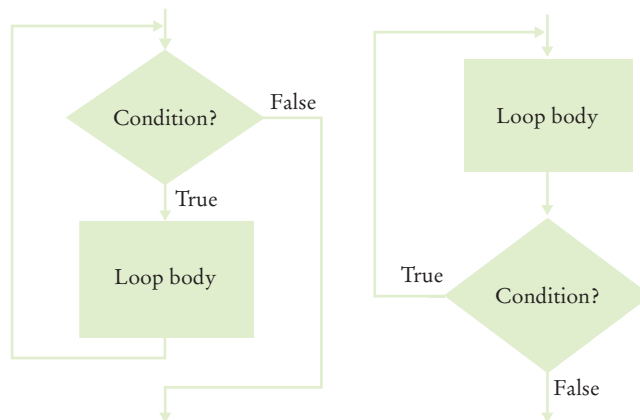 Condition?
False
True
Loop body
Loop body
True
Condition?
False